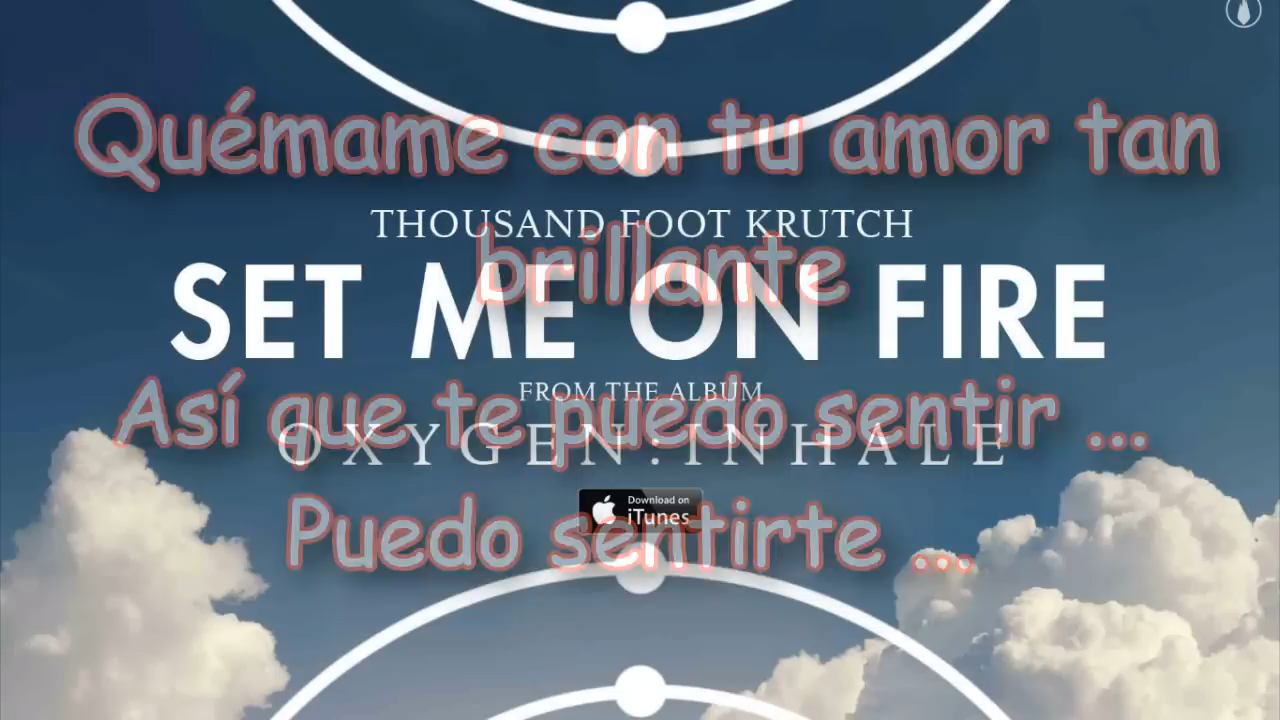 Quémame con tu amor tan
THOUSAND FOOT KRUTCH
brillante
SET ME ON FIRE
FROM THE ALBUM
Así que te puedo sentir ...
OXYGEN:INHALE
Download on
iTunes
Puedo sentirte ...